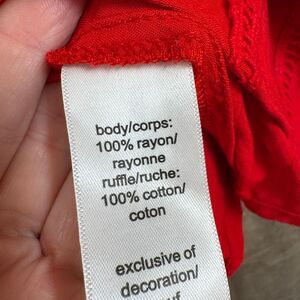 body/corps:
100% rayon/
rayonne
ruffle/ruche:
100% cotton/
coton
exclusive of
decoration/